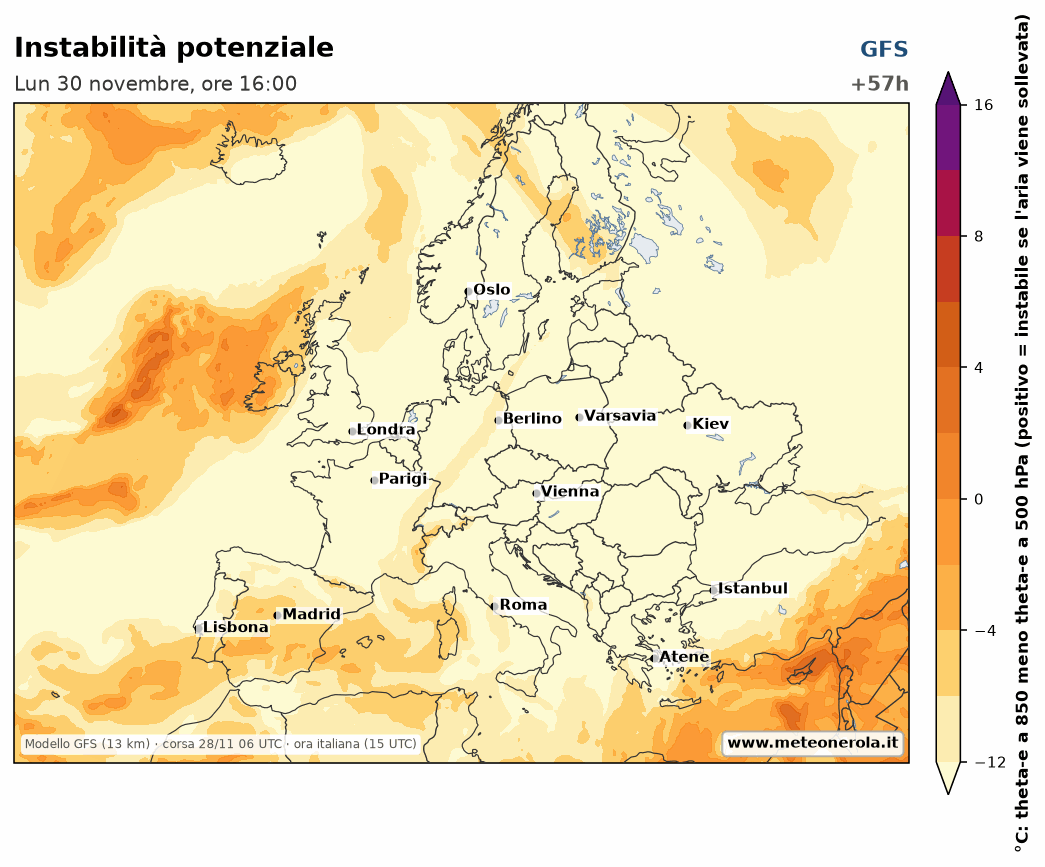 Instabilità potenziale
GFS
Lun 30 novembre, ore 16:00
+57h
Oslo
Berlino
Varsavia
Kiev
Londra
Parigi
Vienna
Istanbul
Roma
Madrid
Lisbona
Atene
Modello GFS (13 km) · corsa 28/11 06 UTC · ora italiana (15 UTC)
www.meteonerola.it
16
8
4
0
−4
−12
°C: theta-e a 850 meno theta-e a 500 hPa (positivo = instabile se l'aria viene sollevata)